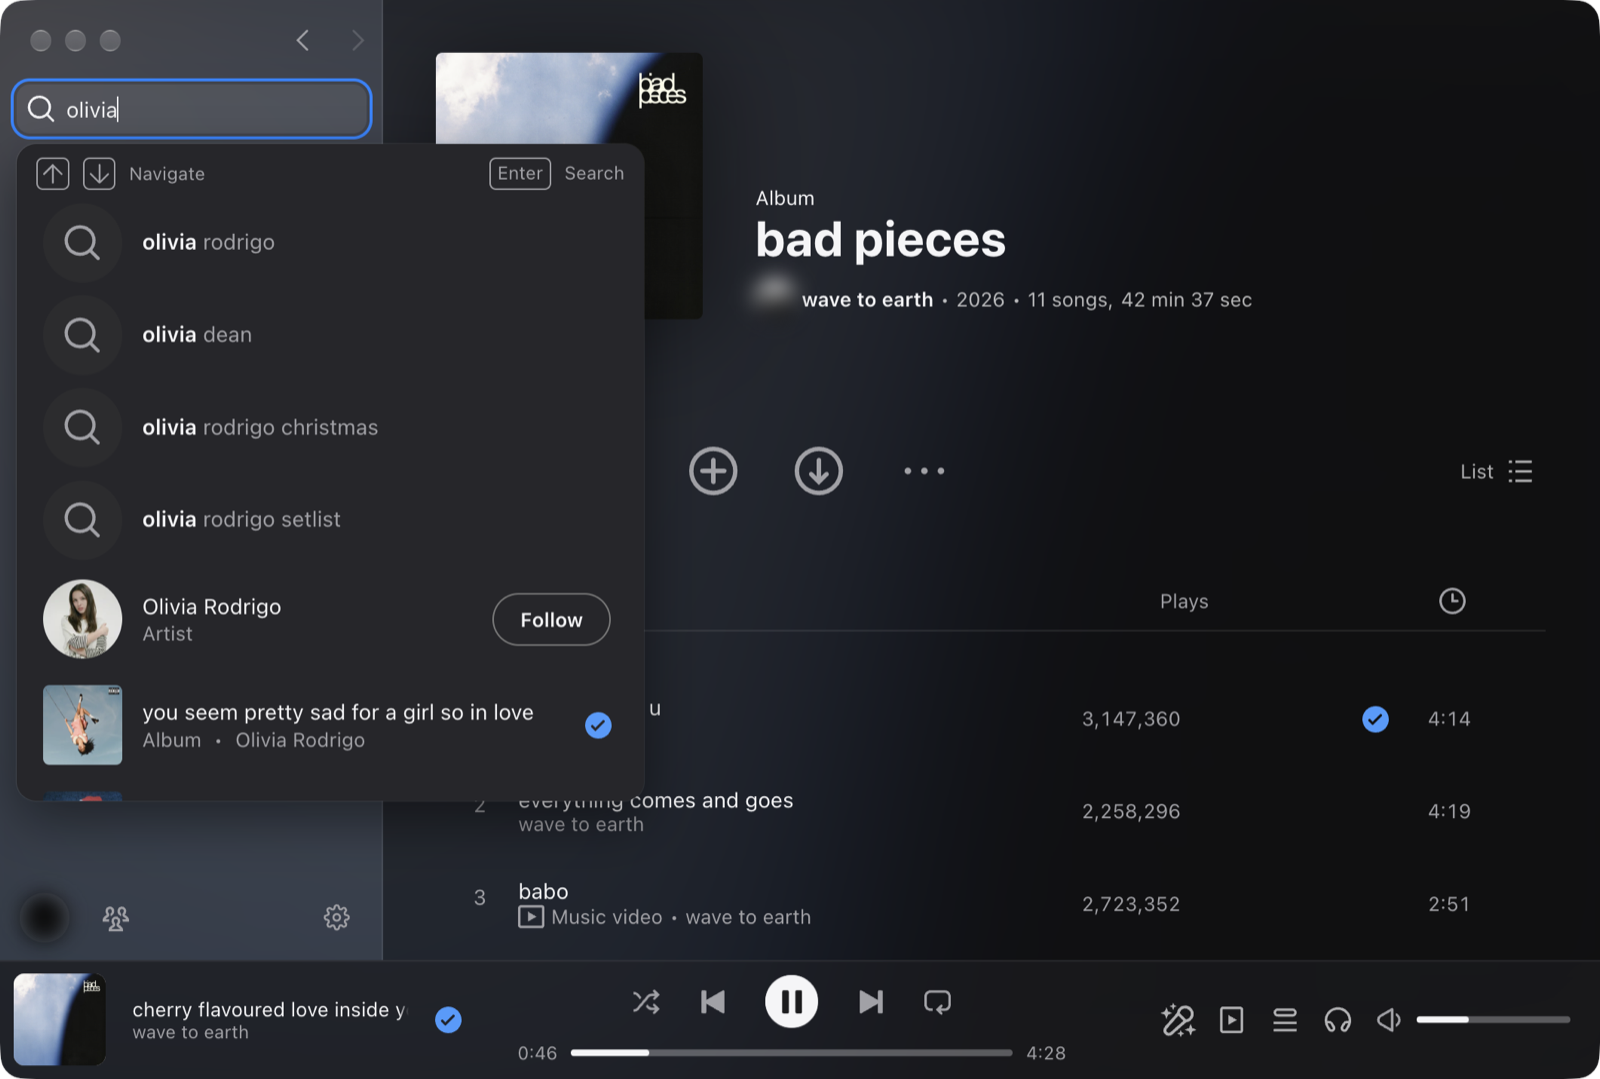 olivia
Navigate
Enter Search
olivia rodrigo
olivia dean
olivia rodrigo christmas
olivia rodrigo setlist
Olivia Rodrigo
Artist
Follow
you seem pretty sad for a girl so in love
Album • Olivia Rodrigo
bad
pieces
Album
bad pieces
wave to earth • 2026 • 11 songs, 42 min 37 sec
List
Plays
u
3,147,360 4:14
2 everything comes and goes
wave to earth
2,258,296 4:19
3 babo
Music video • wave to earth
2,723,352 2:51
cherry flavoured love inside y
wave to earth
0:46 4:28